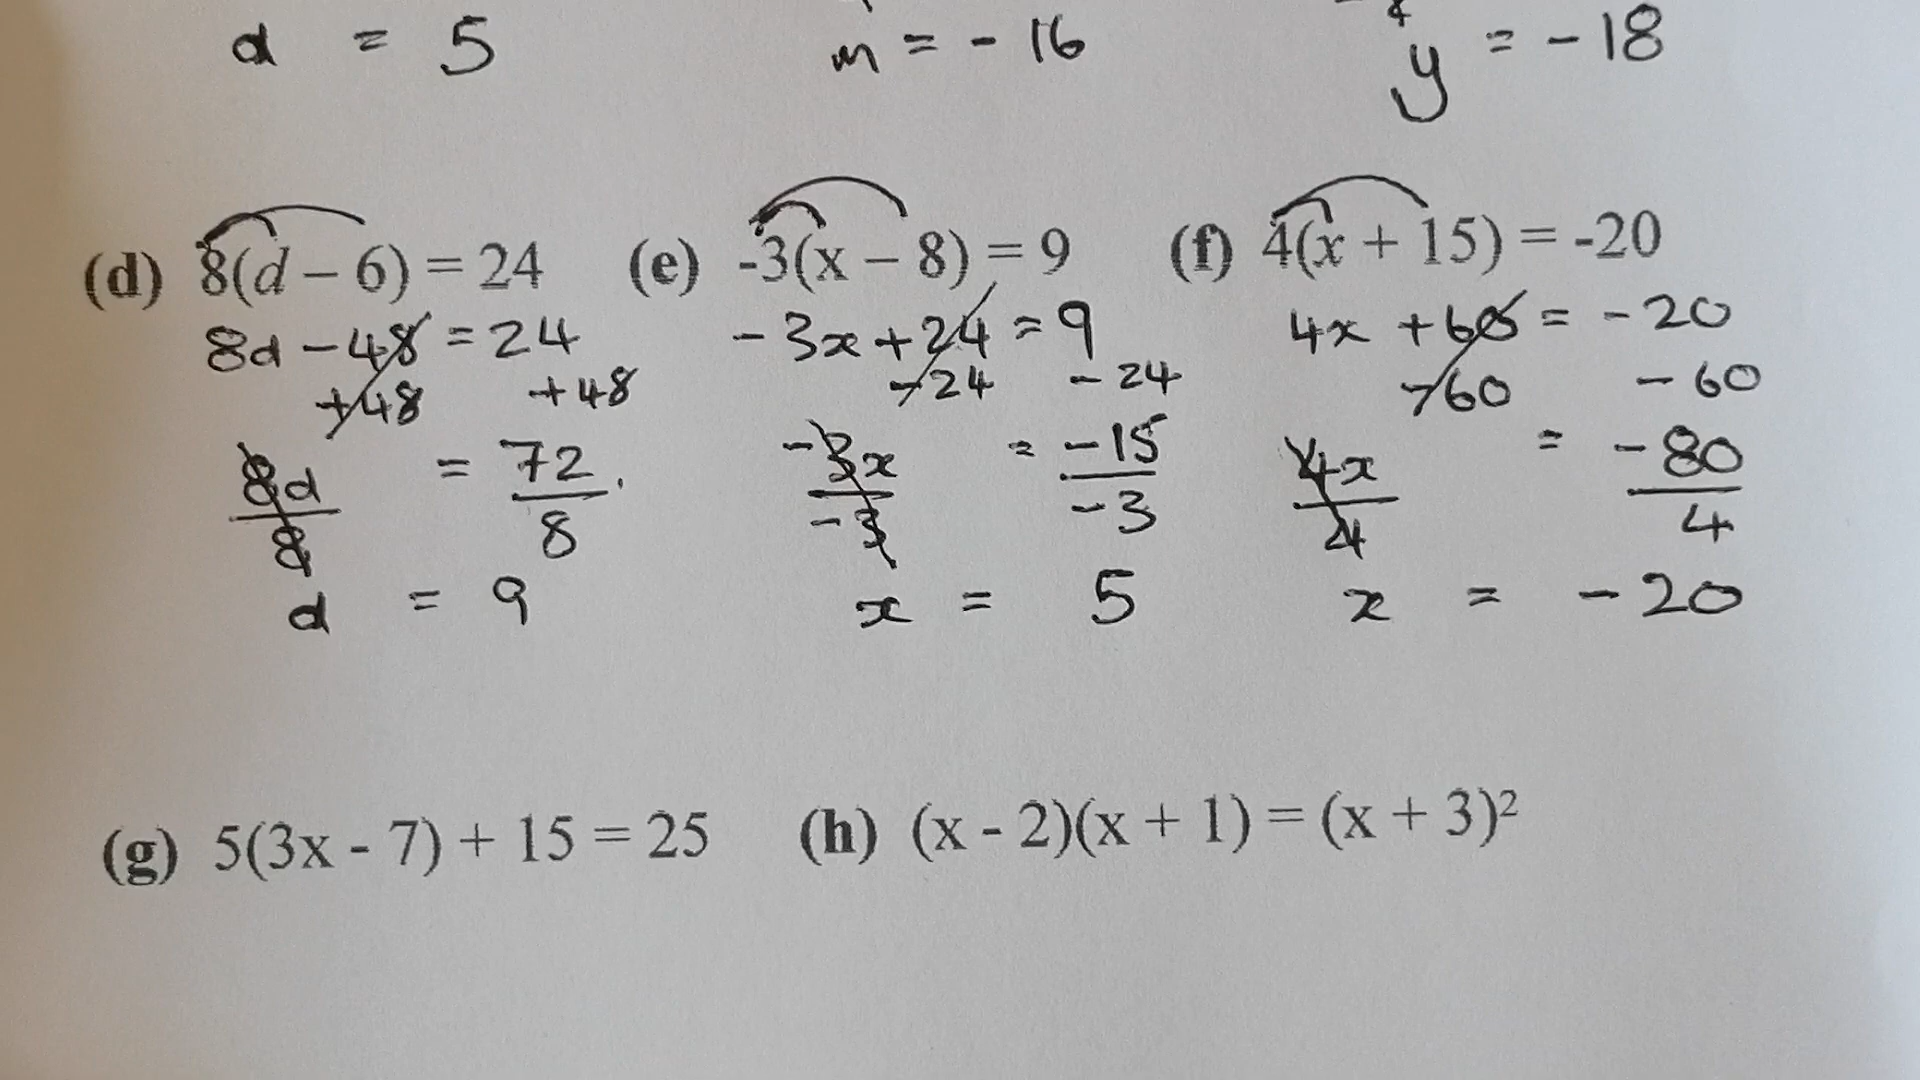 d = 5 m = - 16 y = - 18
(d) 8(d – 6) = 24 (e) -3(x – 8) = 9 (f) 4(x + 15) = -20
8d - 48 = 24 - 3x + 24 = 9 4x + 60 = - 20
+48 +48 - 24 - 24 - 60 - 60
8d = 72 - 3x = - 15 4x = - 80
8 8 - 3 - 3 4 4
d = 9 x = 5 x = - 20
(g) 5(3x - 7) + 15 = 25 (h) (x - 2)(x + 1) = (x + 3)²